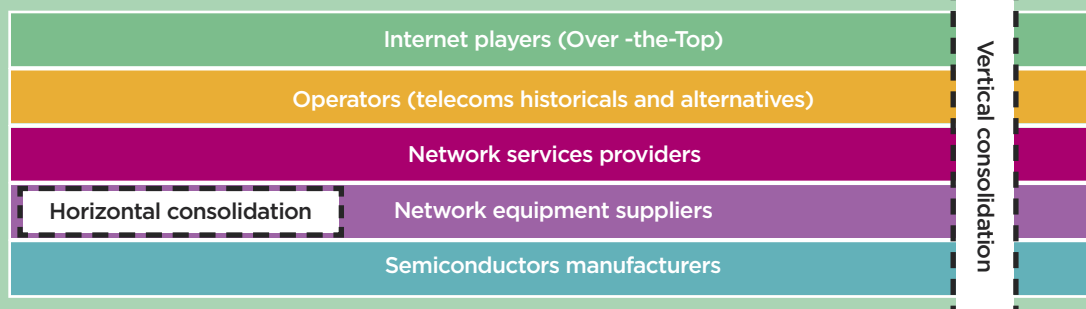 Internet players (Over -the-Top)
Operators (telecoms historicals and alternatives)
Network services providers
Horizontal consolidation
Network equipment suppliers
Semiconductors manufacturers
Vertical consolidation